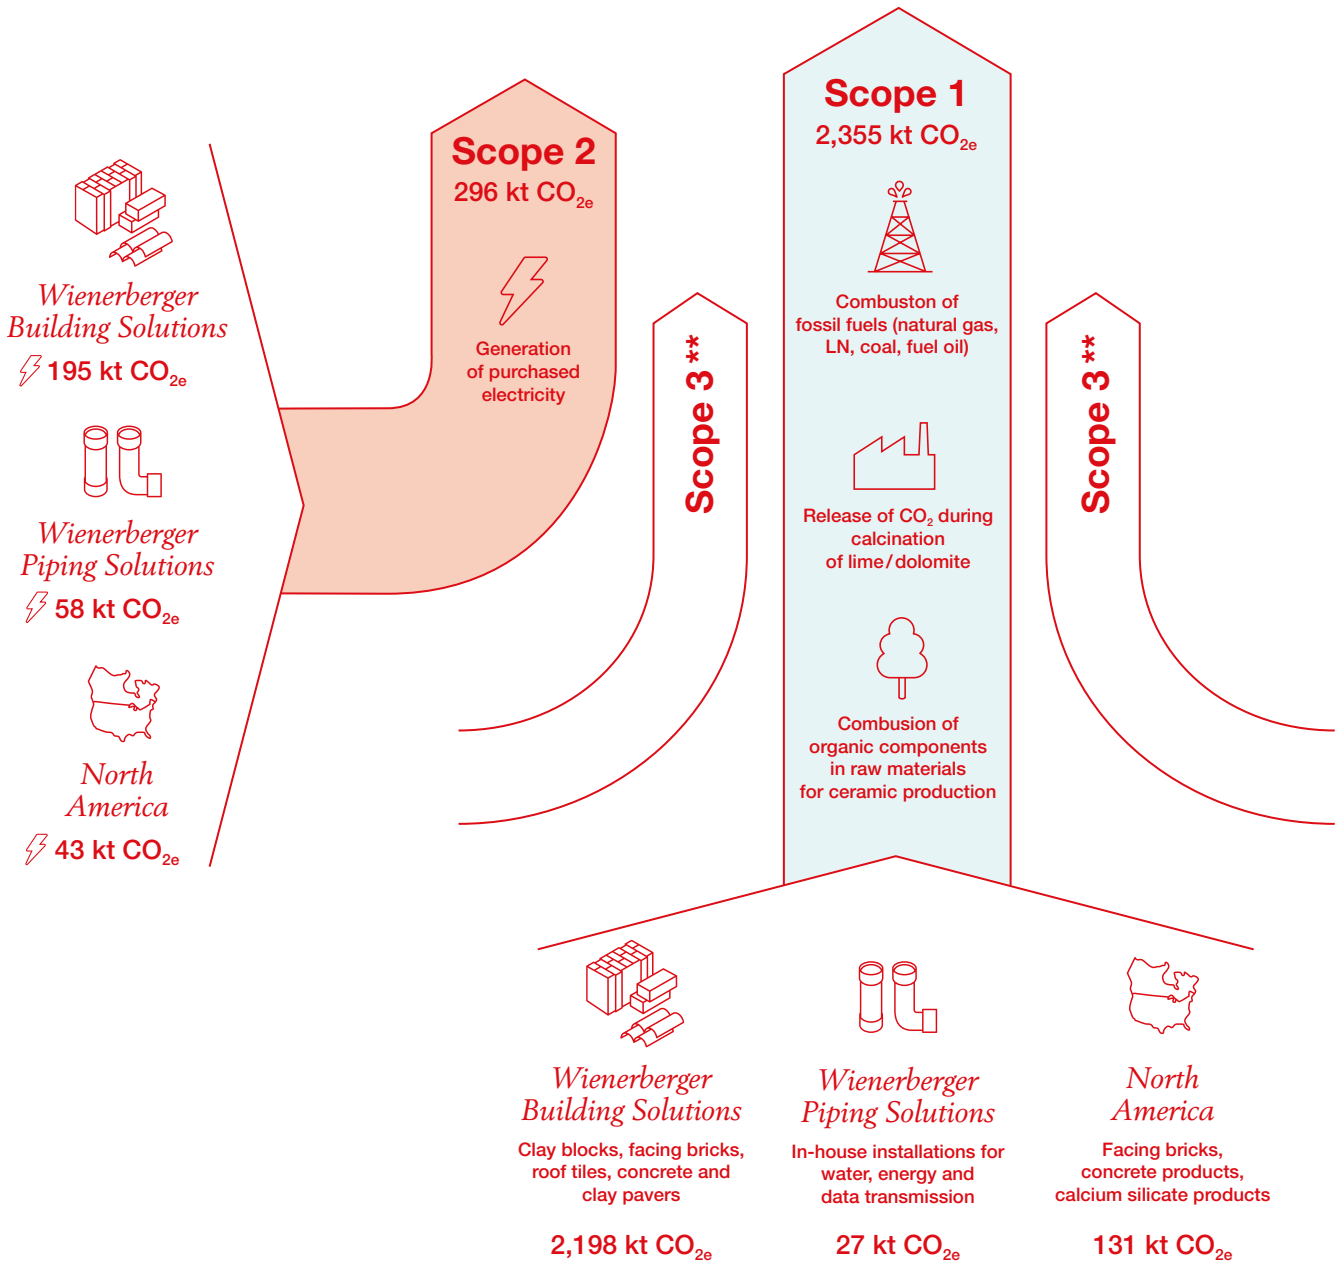 Scope 1
2,355 kt CO2e
Combuston of
fossil fuels (natural gas,
LN, coal, fuel oil)
Release of CO2 during
calcination
of lime/dolomite
Combusion of
organic components
in raw materials
for ceramic production
Scope 2
296 kt CO2e
Generation
of purchased
electricity
Scope 3**
Scope 3**
Wienerberger
Building Solutions
195 kt CO2e
Wienerberger
Piping Solutions
58 kt CO2e
North
America
43 kt CO2e
Wienerberger
Building Solutions
Clay blocks, facing bricks,
roof tiles, concrete and
clay pavers
2,198 kt CO2e
Wienerberger
Piping Solutions
In-house installations for
water, energy and
data transmission
27 kt CO2e
North
America
Facing bricks,
concrete products,
calcium silicate products
131 kt CO2e